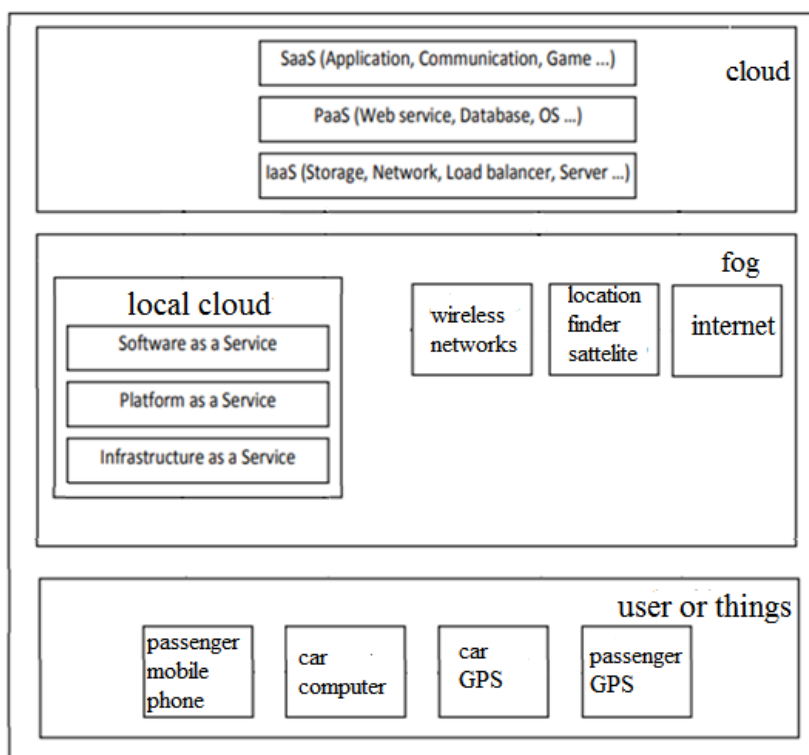 SaaS (Application, Communication, Game ...)
cloud
PaaS (Web service, Database, OS ...)
IaaS (Storage, Network, Load balancer, Server ...)
fog
local cloud
Software as a Service
Platform as a Service
Infrastructure as a Service
wireless
networks
location
finder
sattelite
internet
user or things
passenger
mobile
phone
car
computer
car
GPS
passenger
GPS